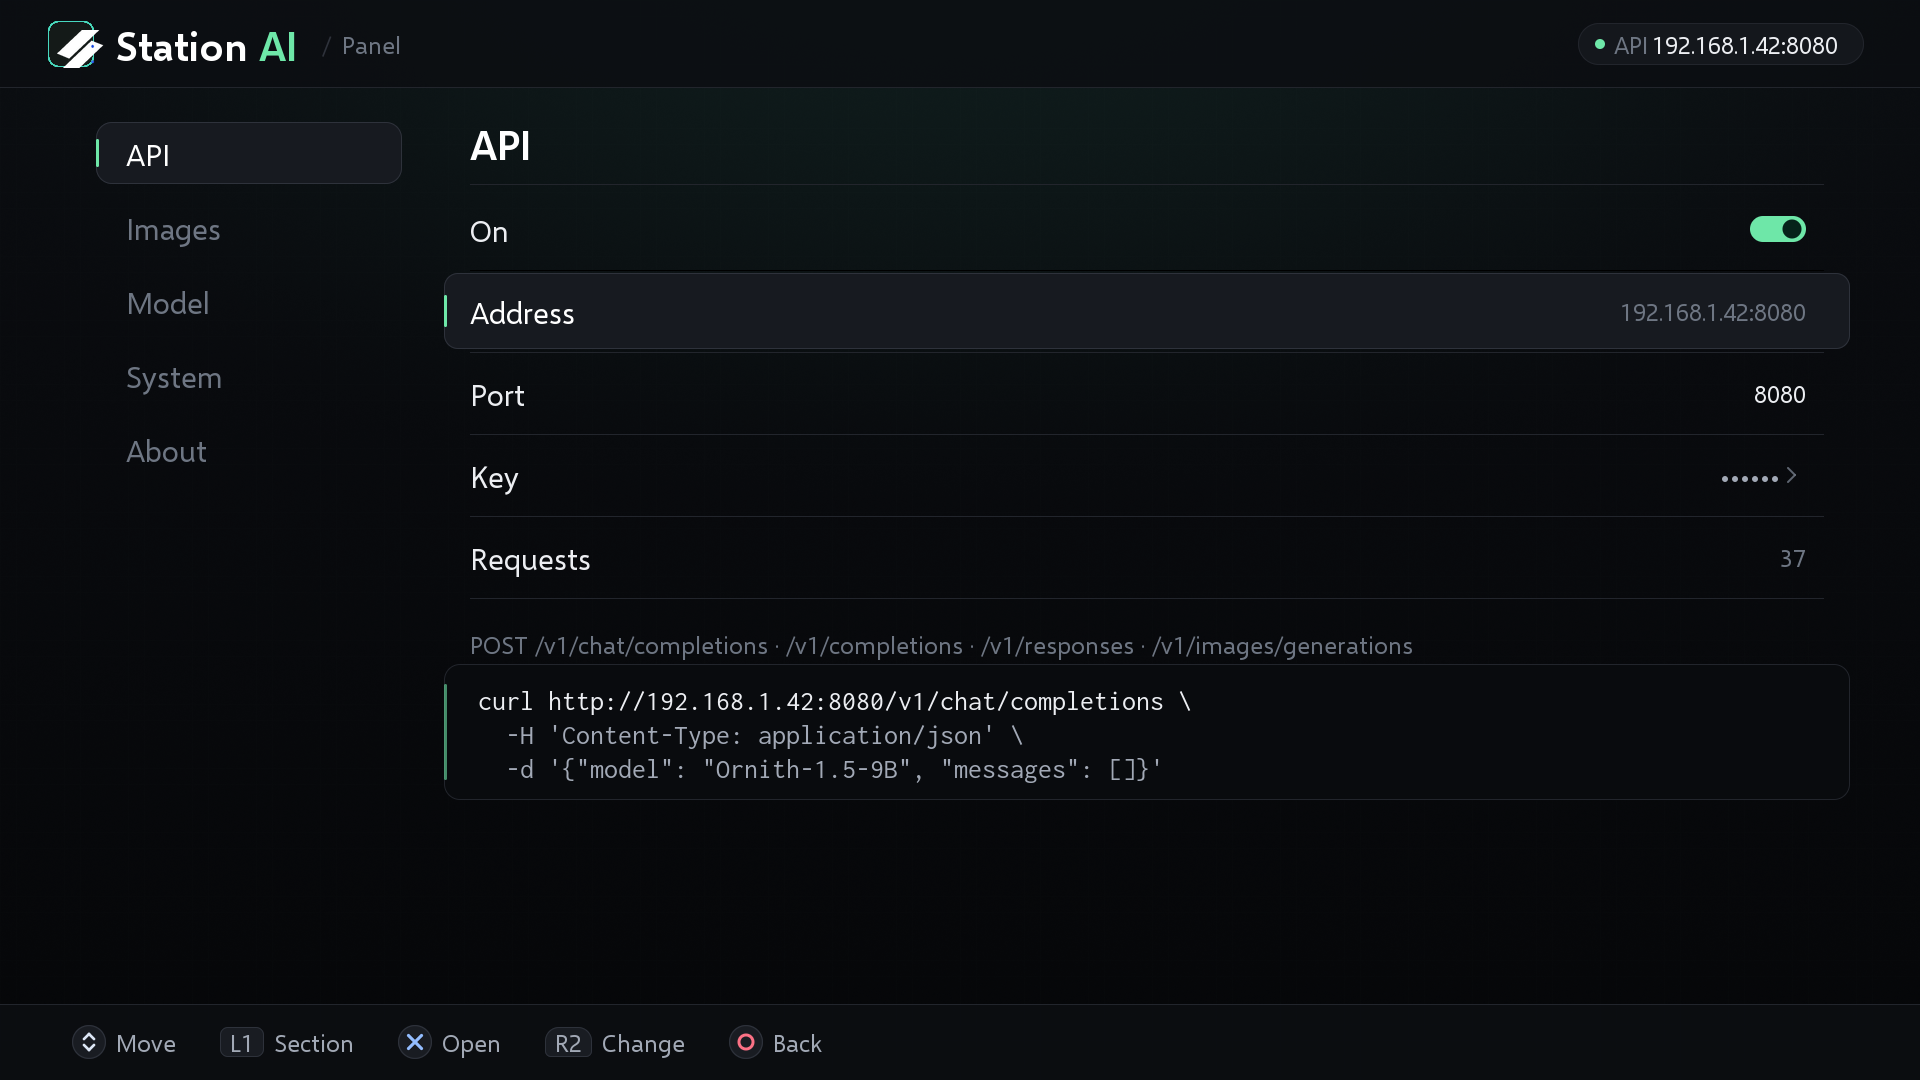 Station AI / Panel
API 192.168.1.42:8080
API
Images
Model
System
About
API
On
Address 192.168.1.42:8080
Port 8080
Key ••••••
Requests 37
POST /v1/chat/completions · /v1/completions · /v1/responses · /v1/images/generations
curl http://192.168.1.42:8080/v1/chat/completions \
  -H 'Content-Type: application/json' \
  -d '{"model": "Ornith-1.5-9B", "messages": []}'
Move L1 Section Open R2 Change Back